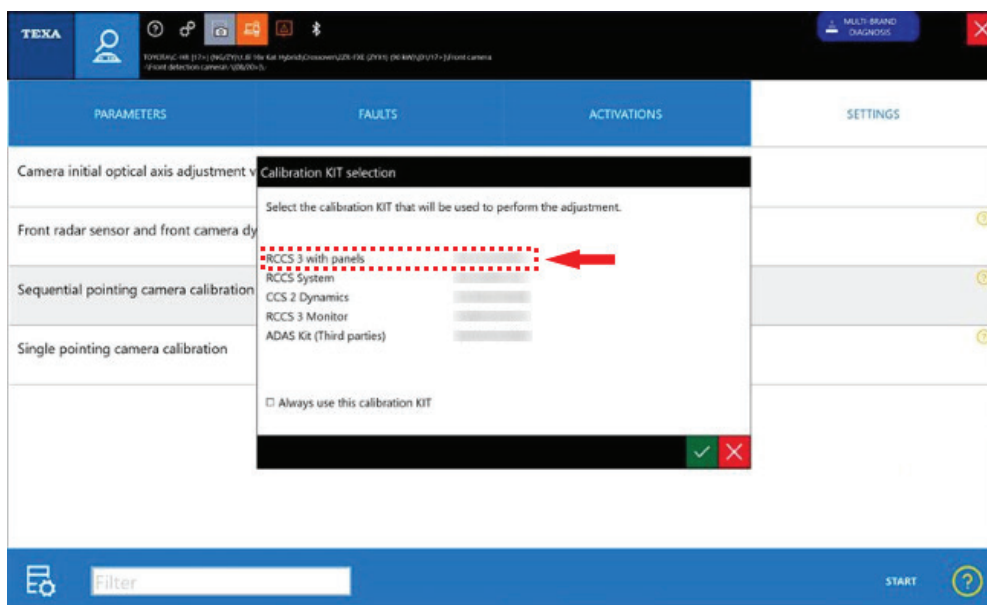 TEXA
MULTI-BRAND
DIAGNOSIS
PARAMETERS
FAULTS
ACTIVATIONS
SETTINGS
Camera initial optical axis adjustment v
Calibration KIT selection
Select the calibration KIT that will be used to perform the adjustment.
Front radar sensor and front camera dy
RCCS 3 with panels
RCCS System
Sequential pointing camera calibration
CCS 2 Dynamics
RCCS 3 Monitor
ADAS Kit (Third parties)
Single pointing camera calibration
Always use this calibration KIT
Filter
START